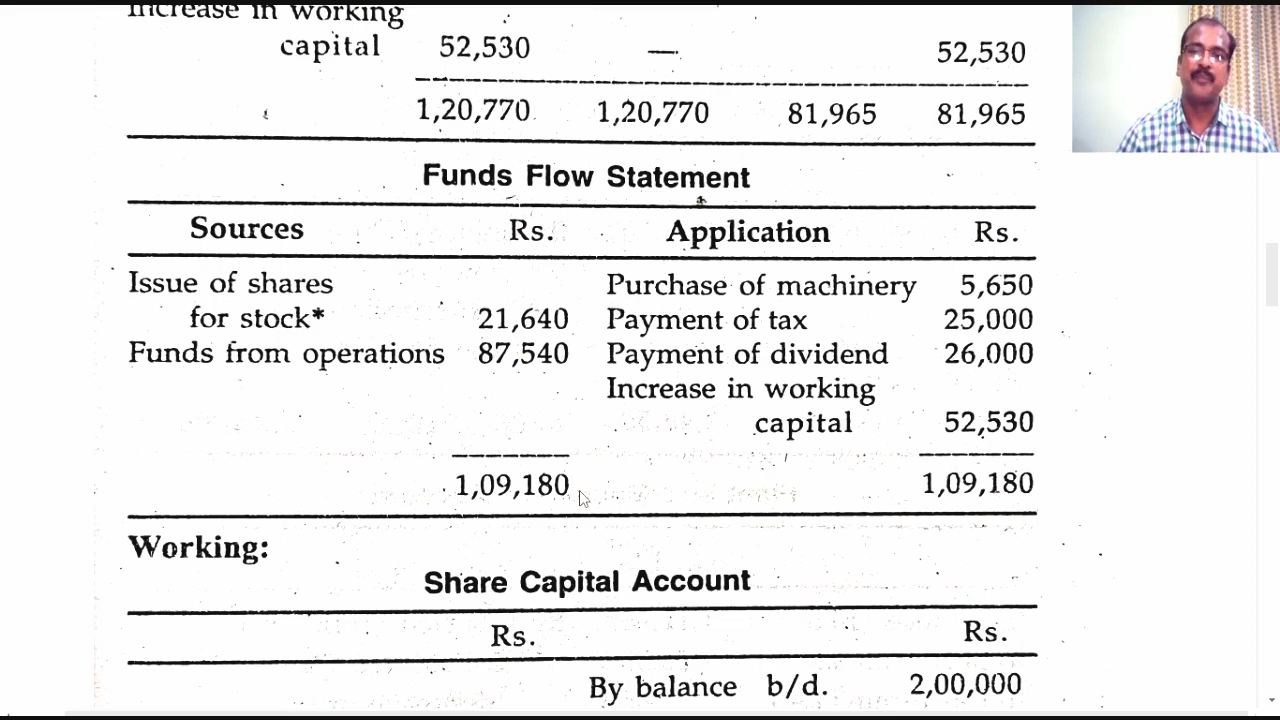 Increase in working
capital 52,530 — 52,530
1,20,770 1,20,770 81,965 81,965
Funds Flow Statement
Sources Rs. Application Rs.
Issue of shares Purchase of machinery 5,650
for stock* 21,640 Payment of tax 25,000
Funds from operations 87,540 Payment of dividend 26,000
Increase in working
capital 52,530
1,09,180 1,09,180
Working:
Share Capital Account
Rs. Rs.
By balance b/d. 2,00,000